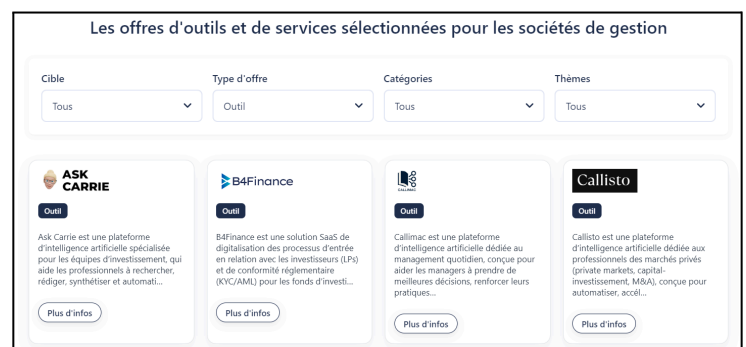 Les offres d'outils et de services sélectionnées pour les sociétés de gestion
Cible
Type d'offre
Catégories
Thèmes
Tous
Outil
Tous
Tous
ASK
CARRIE
Outil
Ask Carrie est une plateforme
d'intelligence artificielle spécialisée
pour les équipes d'investissement, qui
aide les professionnels à rechercher,
rédiger, synthétiser et automati...
Plus d'infos
B4Finance
Outil
B4Finance est une solution SaaS de
digitalisation des processus d'entrée
en relation avec les investisseurs (LPs)
et de conformité réglementaire
(KYC/AML) pour les fonds d'investi...
Plus d'infos
CALLIMAC
Outil
Callimac est une plateforme
d'intelligence artificielle dédiée au
management quotidien, conçue pour
aider les managers à prendre de
meilleures décisions, renforcer leurs
pratiques...
Plus d'infos
Callisto
Outil
Callisto est une plateforme
d'intelligence artificielle dédiée aux
professionnels des marchés privés
(private markets, capital-
investissement, M&A), conçue pour
automatiser, accél...
Plus d'infos